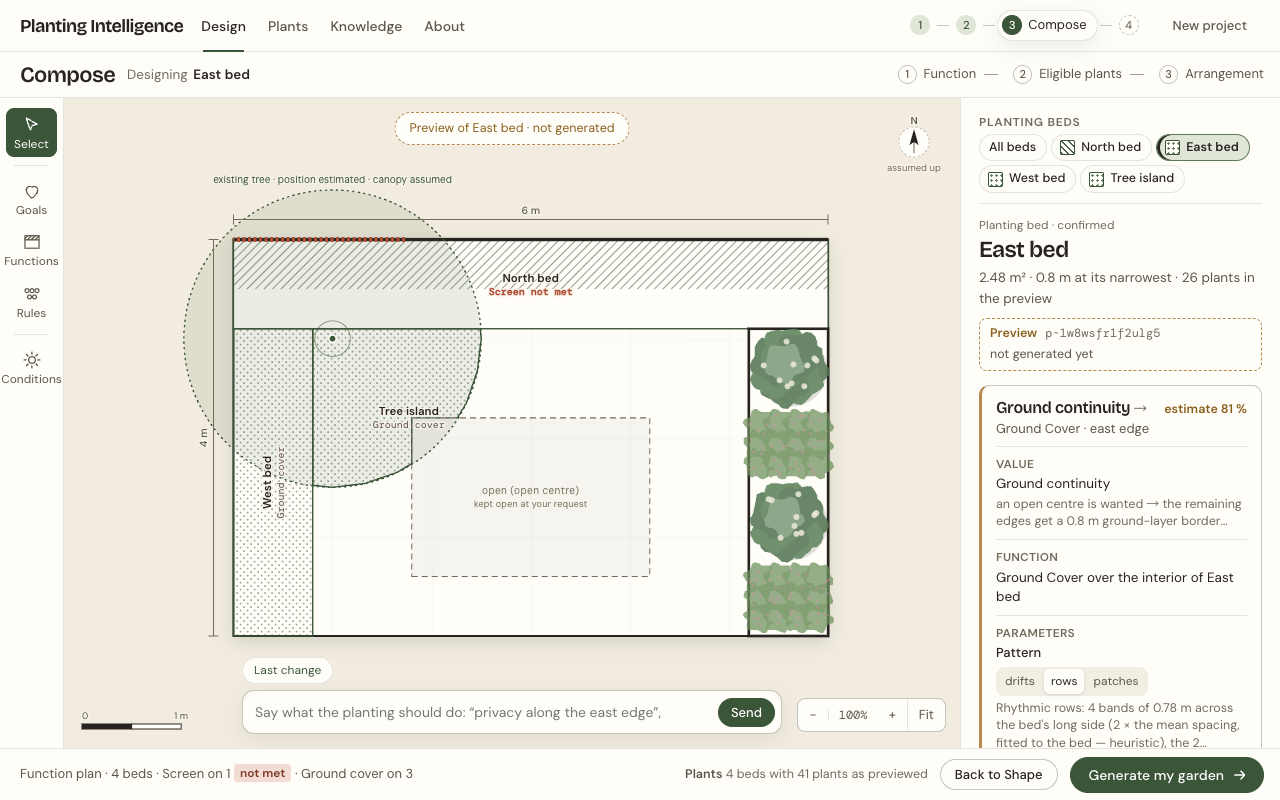 Planting Intelligence Design Plants Knowledge About 1 2 3 Compose 4 New project
Compose Designing East bed 1 Function 2 Eligible plants 3 Arrangement
Select
Goals
Functions
Rules
Conditions
Preview of East bed · not generated
N
assumed up
existing tree · position estimated · canopy assumed
6 m
4 m
North bed
Screen not met
Tree island
Ground cover
West bed
Ground cover
open (open centre)
kept open at your request
Last change
Say what the planting should do: “privacy along the east edge”, Send
0 1 m
− 100% + Fit
PLANTING BEDS
All beds North bed East bed
West bed Tree island
Planting bed · confirmed
East bed
2.48 m² · 0.8 m at its narrowest · 26 plants in
the preview
Preview p-1w8wsfr1f2ulg5
not generated yet
Ground continuity → estimate 81 %
Ground Cover · east edge
VALUE
Ground continuity
an open centre is wanted → the remaining
edges get a 0.8 m ground-layer border…
FUNCTION
Ground Cover over the interior of East
bed
PARAMETERS
Pattern
drifts rows patches
Rhythmic rows: 4 bands of 0.78 m across
the bed's long side (2 × the mean spacing,
fitted to the bed — heuristic), the 2…
Function plan · 4 beds · Screen on 1 not met · Ground cover on 3
Plants 4 beds with 41 plants as previewed Back to Shape Generate my garden →